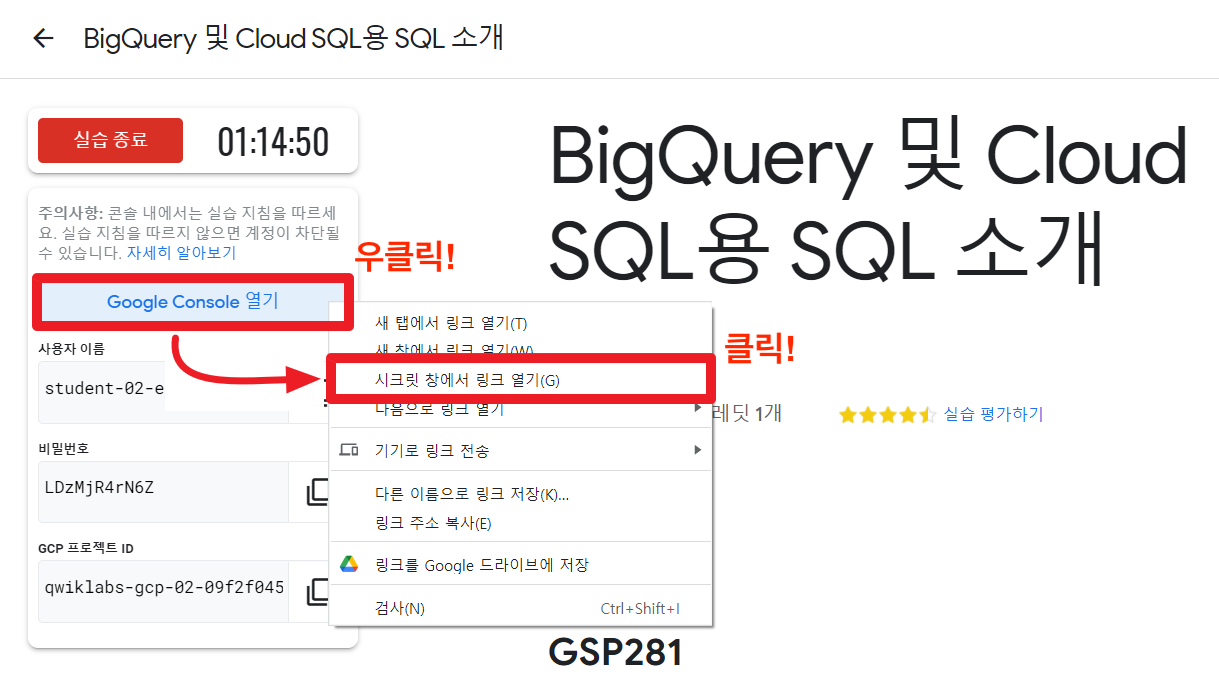 BigQuery 및 Cloud SQL용 SQL 소개
실습 종료
01:14:50
주의사항: 콘솔 내에서는 실습 지침을 따르세
요. 실습 지침을 따르지 않으면 계정이 차단될
수 있습니다. 자세히 알아보기
우클릭!
Google Console 열기
사용자 이름
student-02-e
비밀번호
LDzMjR4rN6Z
GCP 프로젝트 ID
qwiklabs-gcp-02-09f2f045
새 탭에서 링크 열기(T)
새 창에서 링크 열기(W)
시크릿 창에서 링크 열기(G)
클릭!
다음으로 링크 열기
기기로 링크 전송
다른 이름으로 링크 저장(K)...
링크 주소 복사(E)
링크를 Google 드라이브에 저장
검사(N) Ctrl+Shift+I
BigQuery 및 Cloud
SQL용 SQL 소개
레딧 1개
실습 평가하기
GSP281